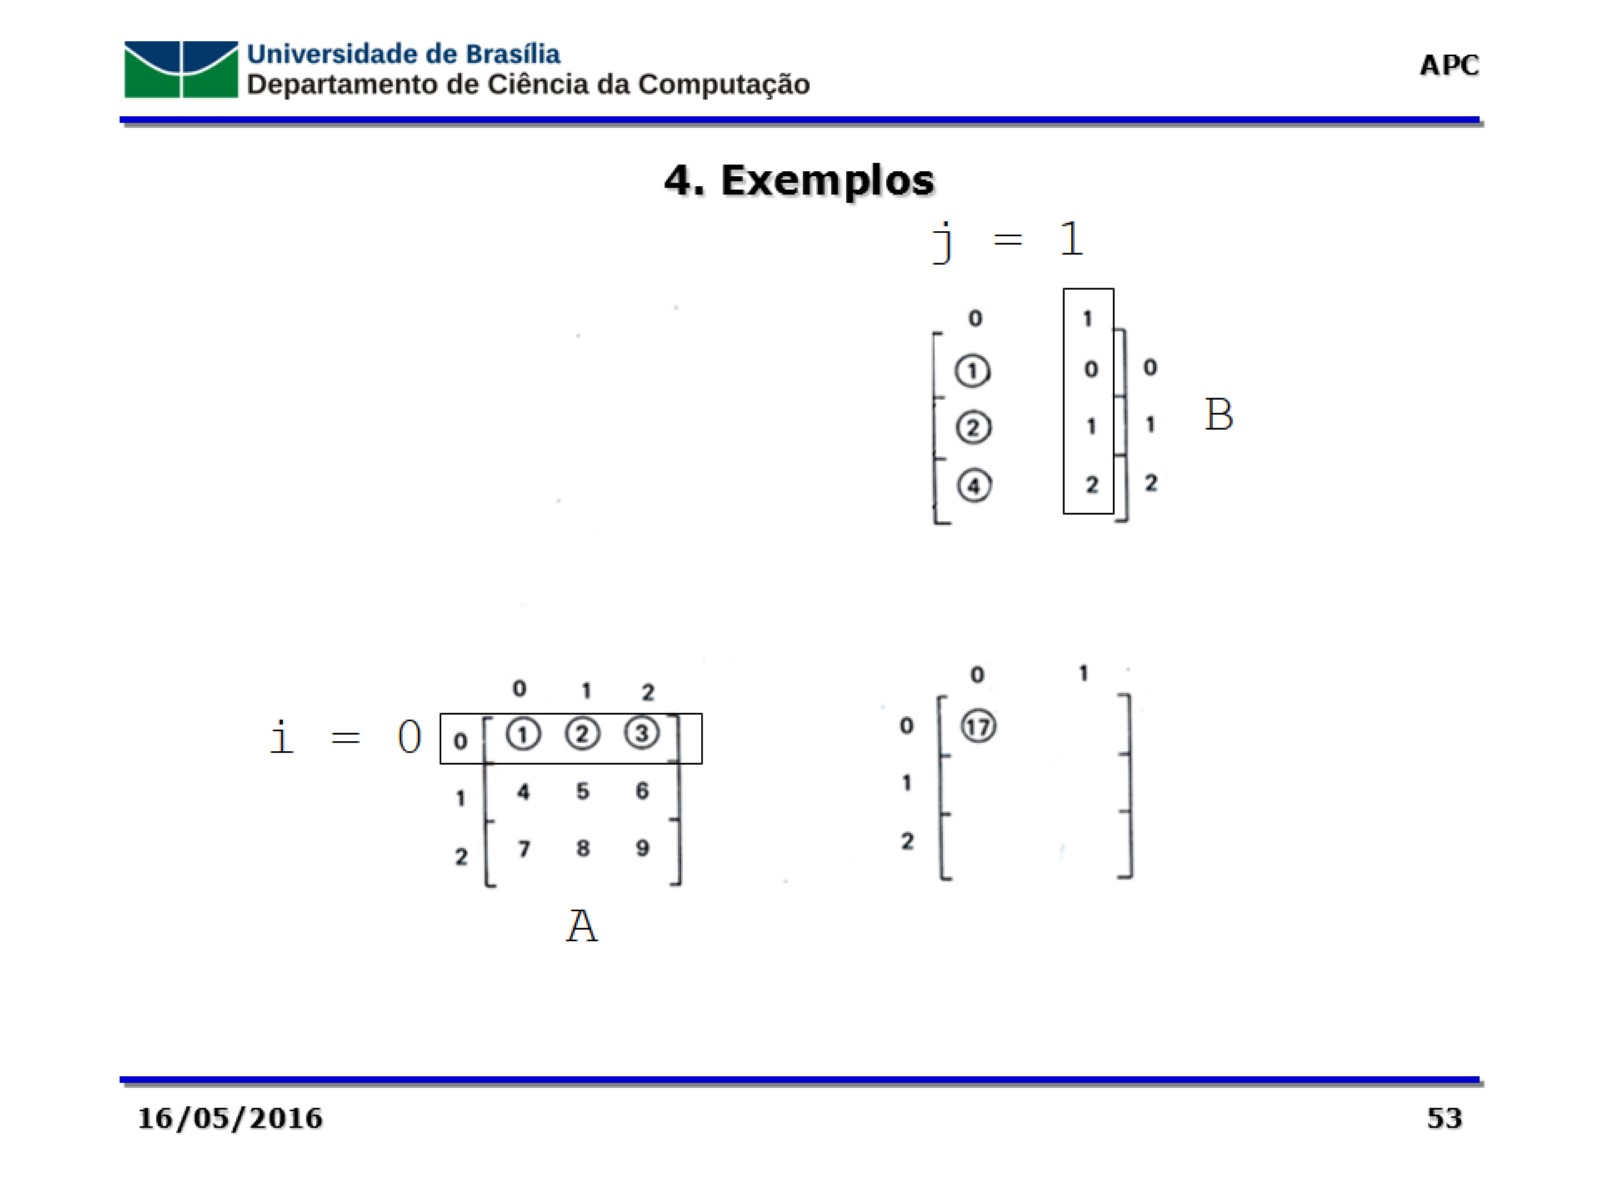 Universidade de Brasília
Departamento de Ciência da Computação
APC
4. Exemplos
j = 1
0 1
1 0 0
2 1 1
4 2 2
B
0 1 2
i = 0 0 1 2 3
1 4 5 6
2 7 8 9
A
0 1
0 17
1
2
16/05/2016
53